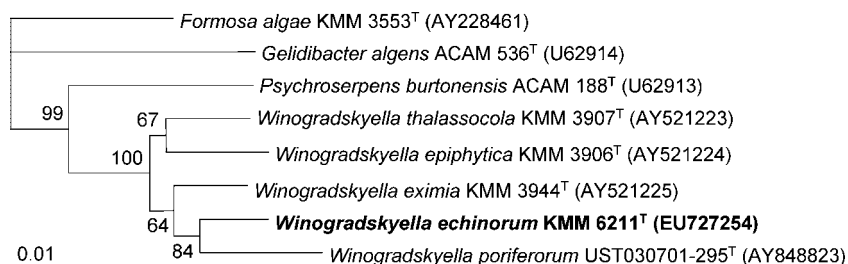 Formosa algae KMM 3553T (AY228461)
Gelidibacter algens ACAM 536T (U62914)
Psychroserpens burtonensis ACAM 188T (U62913)
99
67
Winogradskyella thalassocola KMM 3907T (AY521223)
100
Winogradskyella epiphytica KMM 3906T (AY521224)
Winogradskyella eximia KMM 3944T (AY521225)
64
Winogradskyella echinorum KMM 6211T (EU727254)
84
0.01
Winogradskyella poriferorum UST030701-295T (AY848823)